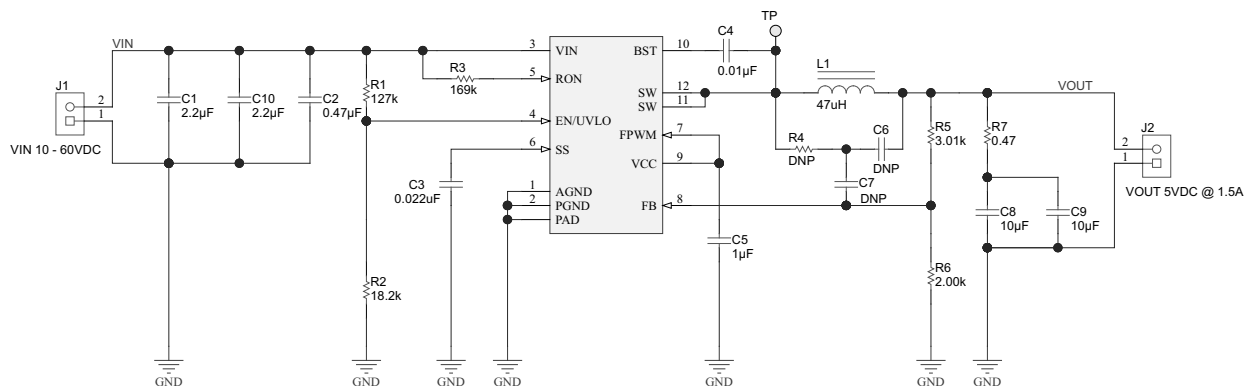 TP
C4
0.01µF
VIN
3
VIN
BST
10
R3
169k
5
RON
L1
47uH
VOUT
J1
2
1
VIN 10 - 60VDC
C1
2.2µF
C10
2.2µF
C2
0.47µF
R1
127k
SW
12
SW
11
4
EN/UVLO
FPWM
7
R4
DNP
C6
DNP
R5
3.01k
R7
0.47
J2
2
1
VOUT 5VDC @ 1.5A
6
SS
VCC
9
C3
0.022uF
C7
DNP
1
AGND
2
PGND
PAD
FB
8
C8
10µF
C9
10µF
C5
1µF
R2
18.2k
R6
2.00k
GND
GND
GND
GND
GND
GND
GND